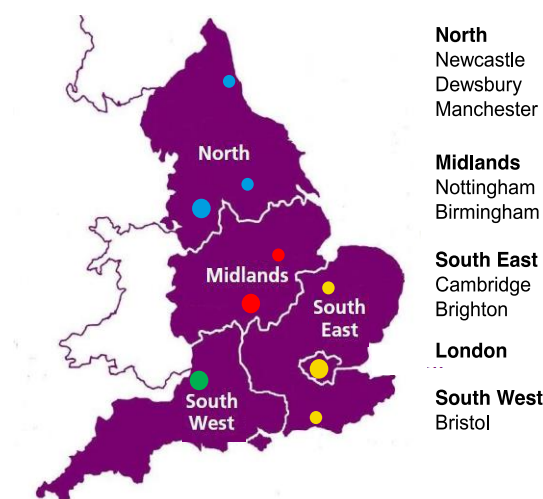 North
Midlands
South
East
South
West
North
Newcastle
Dewsbury
Manchester
Midlands
Nottingham
Birmingham
South East
Cambridge
Brighton
London
South West
Bristol